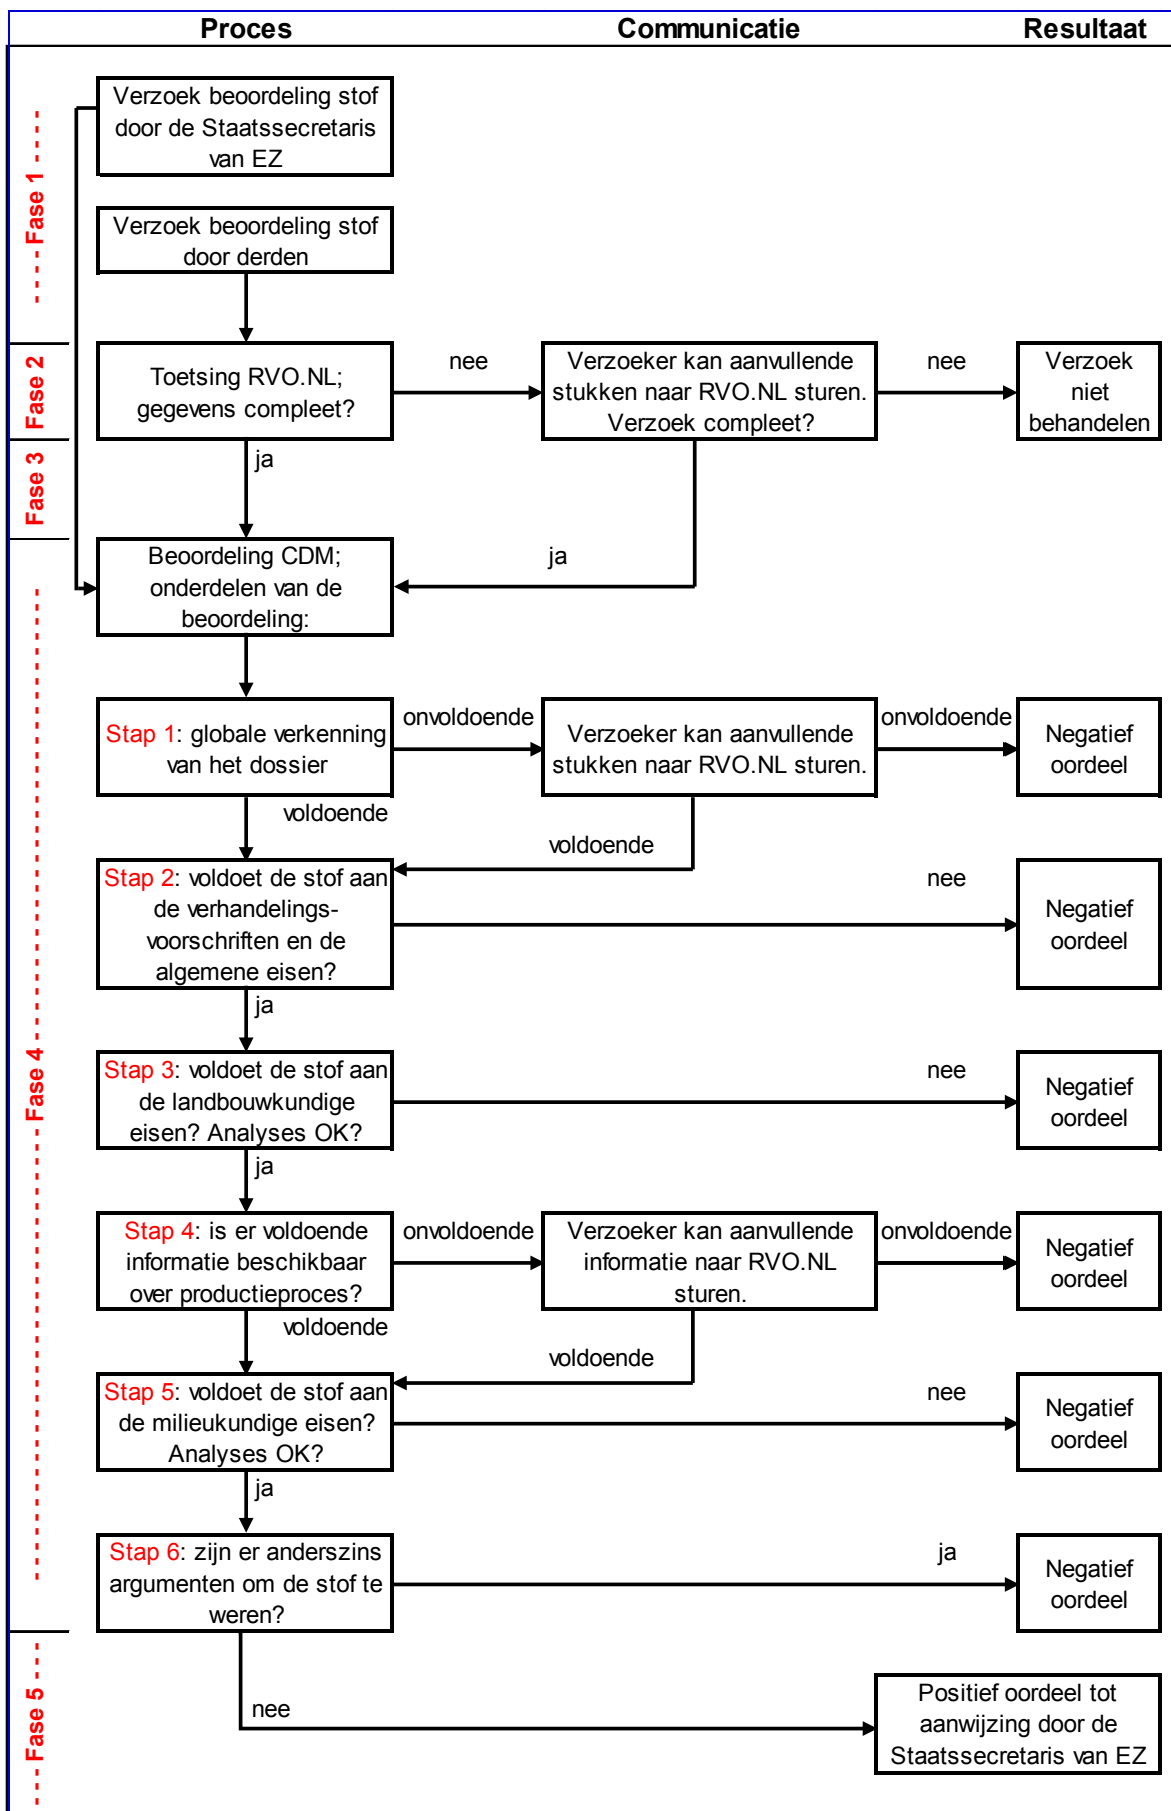 Proces Communicatie Resultaat
Fase 1
Verzoek beoordeling stof
door de Staatssecretaris
van EZ
Verzoek beoordeling stof
door derden
Fase 2
Toetsing RVO.NL;
gegevens compleet?
nee
Verzoeker kan aanvullende
stukken naar RVO.NL sturen.
Verzoek compleet?
nee
Verzoek
niet
behandelen
Fase 3
ja
ja
Beoordeling CDM;
onderdelen van de
beoordeling:
Fase 4
Stap 1: globale verkenning
van het dossier
onvoldoende
Verzoeker kan aanvullende
stukken naar RVO.NL sturen.
onvoldoende
Negatief
oordeel
voldoende
voldoende
Stap 2: voldoet de stof aan
de verhandelings-
voorschriften en de
algemene eisen?
nee
Negatief
oordeel
ja
Stap 3: voldoet de stof aan
de landbouwkundige
eisen? Analyses OK?
nee
Negatief
oordeel
ja
Stap 4: is er voldoende
informatie beschikbaar
over productieproces?
onvoldoende
Verzoeker kan aanvullende
informatie naar RVO.NL
sturen.
onvoldoende
Negatief
oordeel
voldoende
voldoende
Stap 5: voldoet de stof aan
de milieukundige eisen?
Analyses OK?
nee
Negatief
oordeel
ja
Stap 6: zijn er anderszins
argumenten om de stof te
weren?
ja
Negatief
oordeel
Fase 5
nee
Positief oordeel tot
aanwijzing door de
Staatssecretaris van EZ